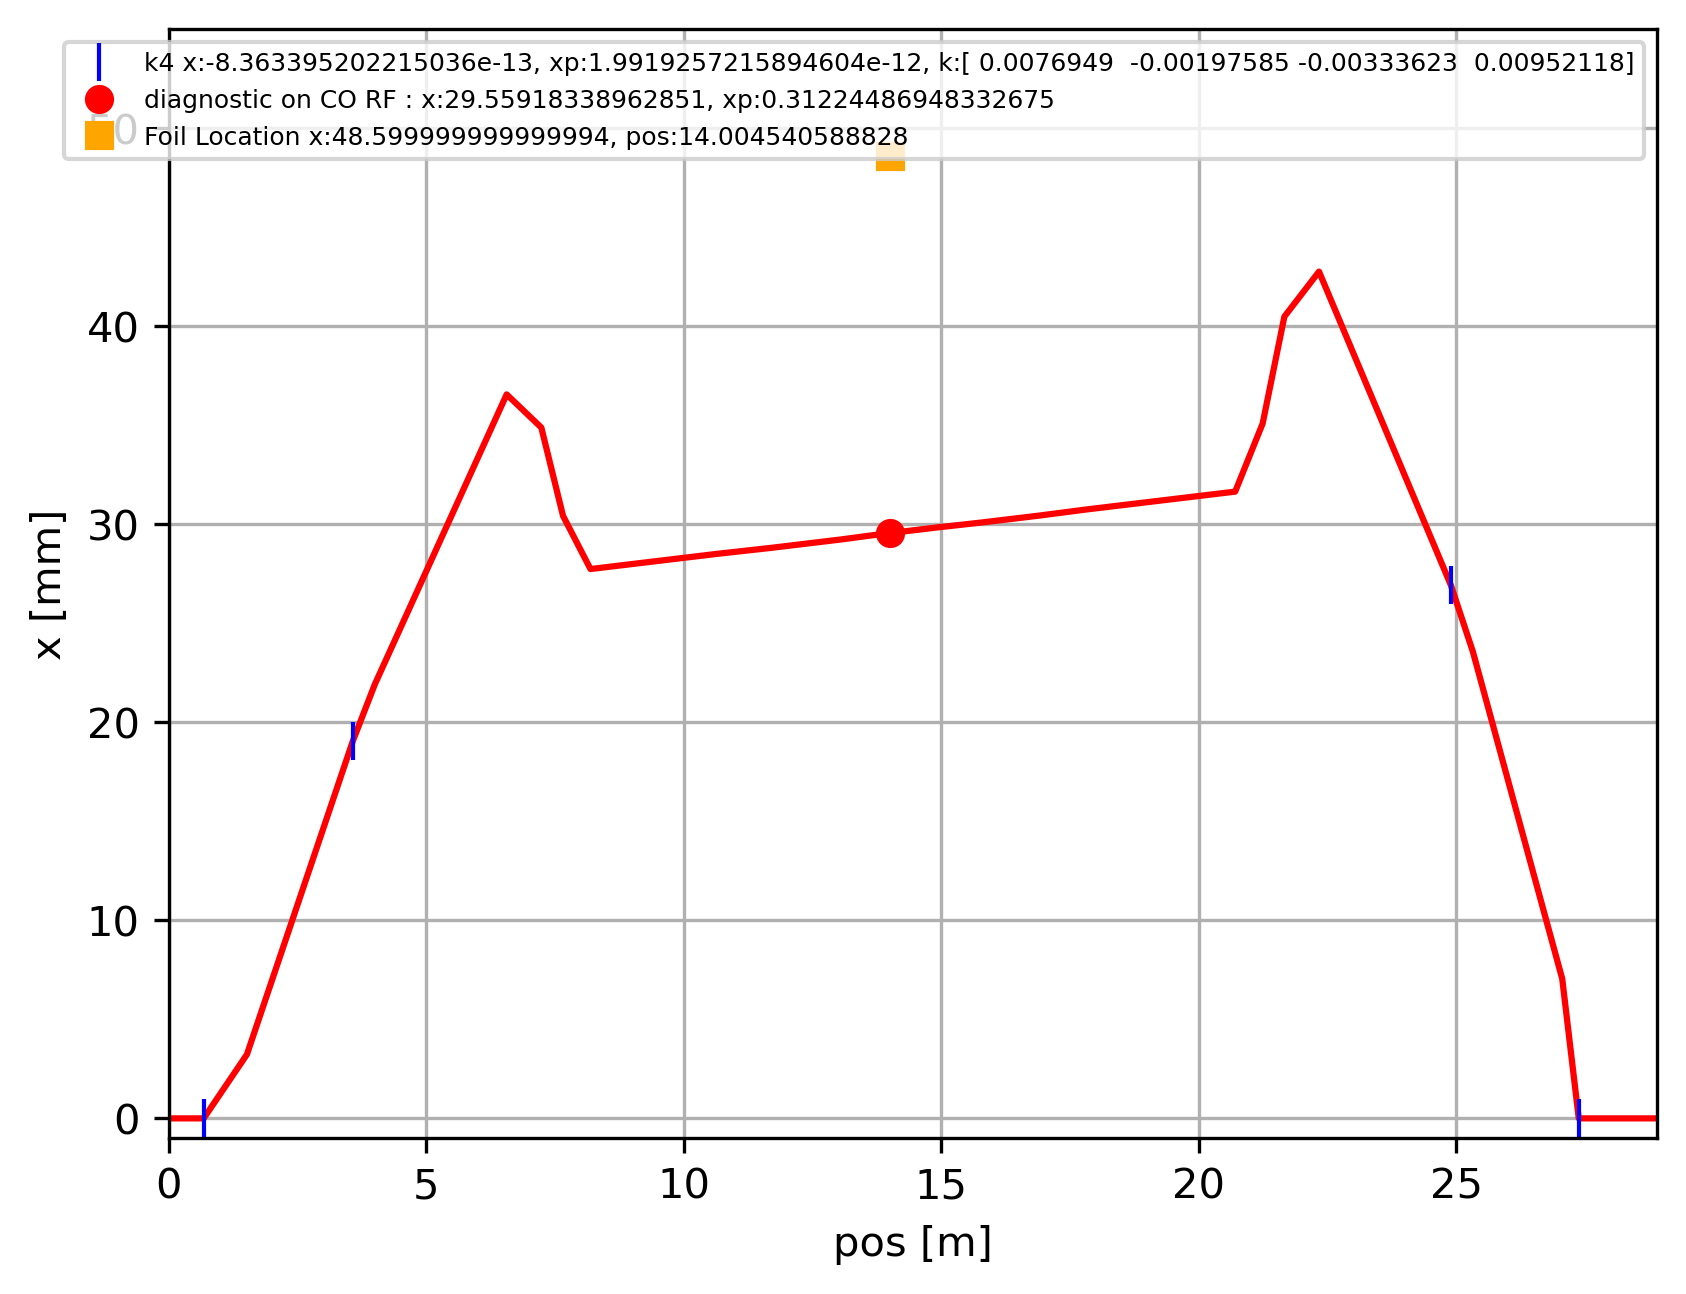 k4 x:-8.363395202215036e-13, xp:1.9919257215894604e-12, k:[ 0.0076949  -0.00197585 -0.00333623  0.00952118]
diagnostic on CO RF : x:29.55918338962851, xp:0.31224486948332675
Foil Location x:48.599999999999994, pos:14.004540588828
50
40
30
20
10
0
x [mm]
0 5 10 15 20 25
pos [m]